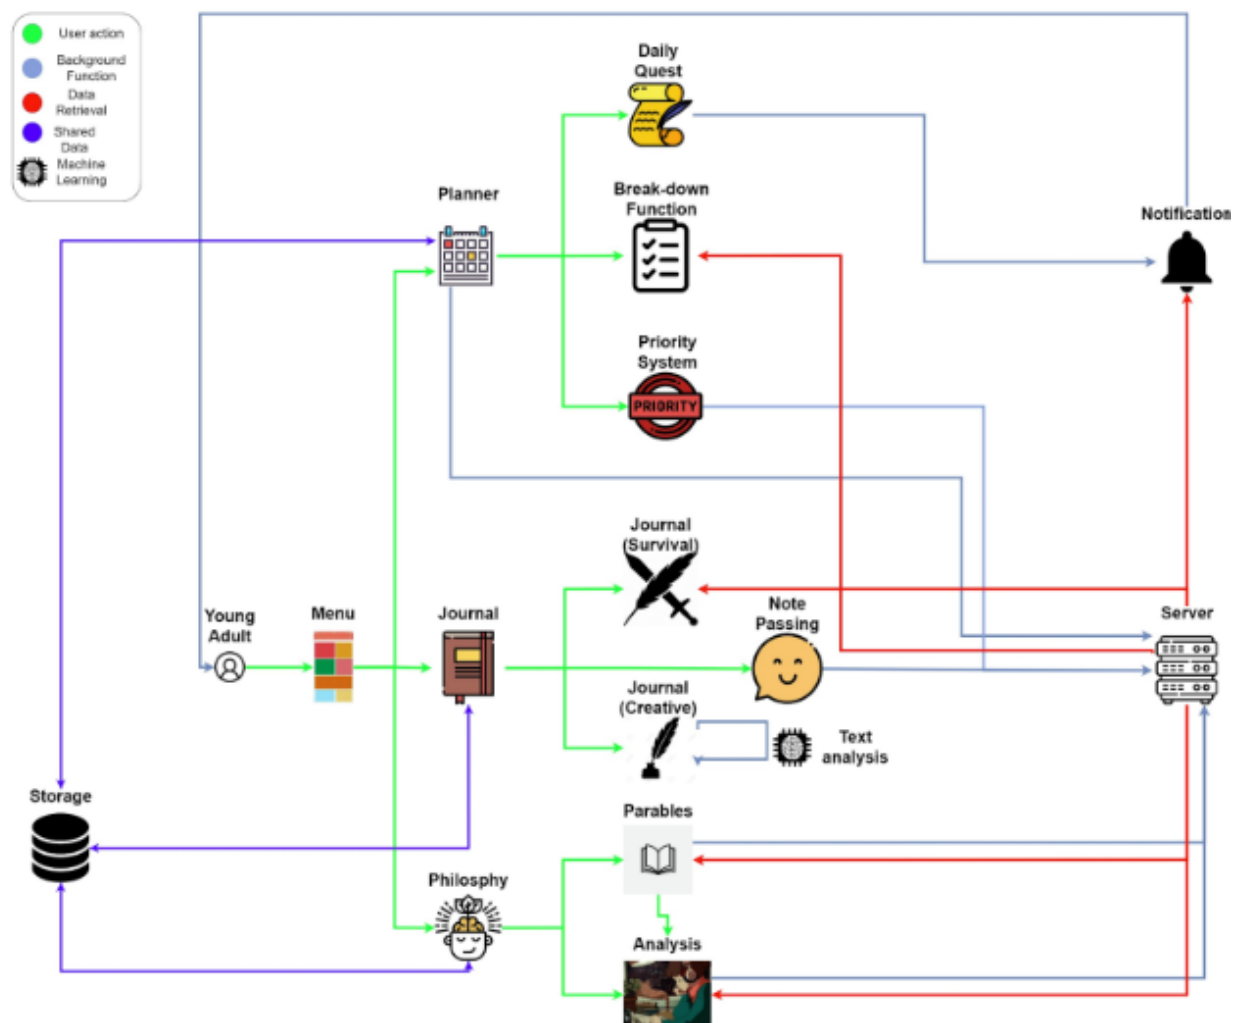 User action
Background
Function
Data
Retrieval
Shared
Data
Machine
Learning
Daily
Quest
Break-down
Function
Planner
Notification
Priority
System
PRIORITY
Journal
(Survival)
Note
Passing
Server
Young
Adult
Menu
Journal
Journal
(Creative)
Text
analysis
Storage
Parables
Philosphy
Analysis